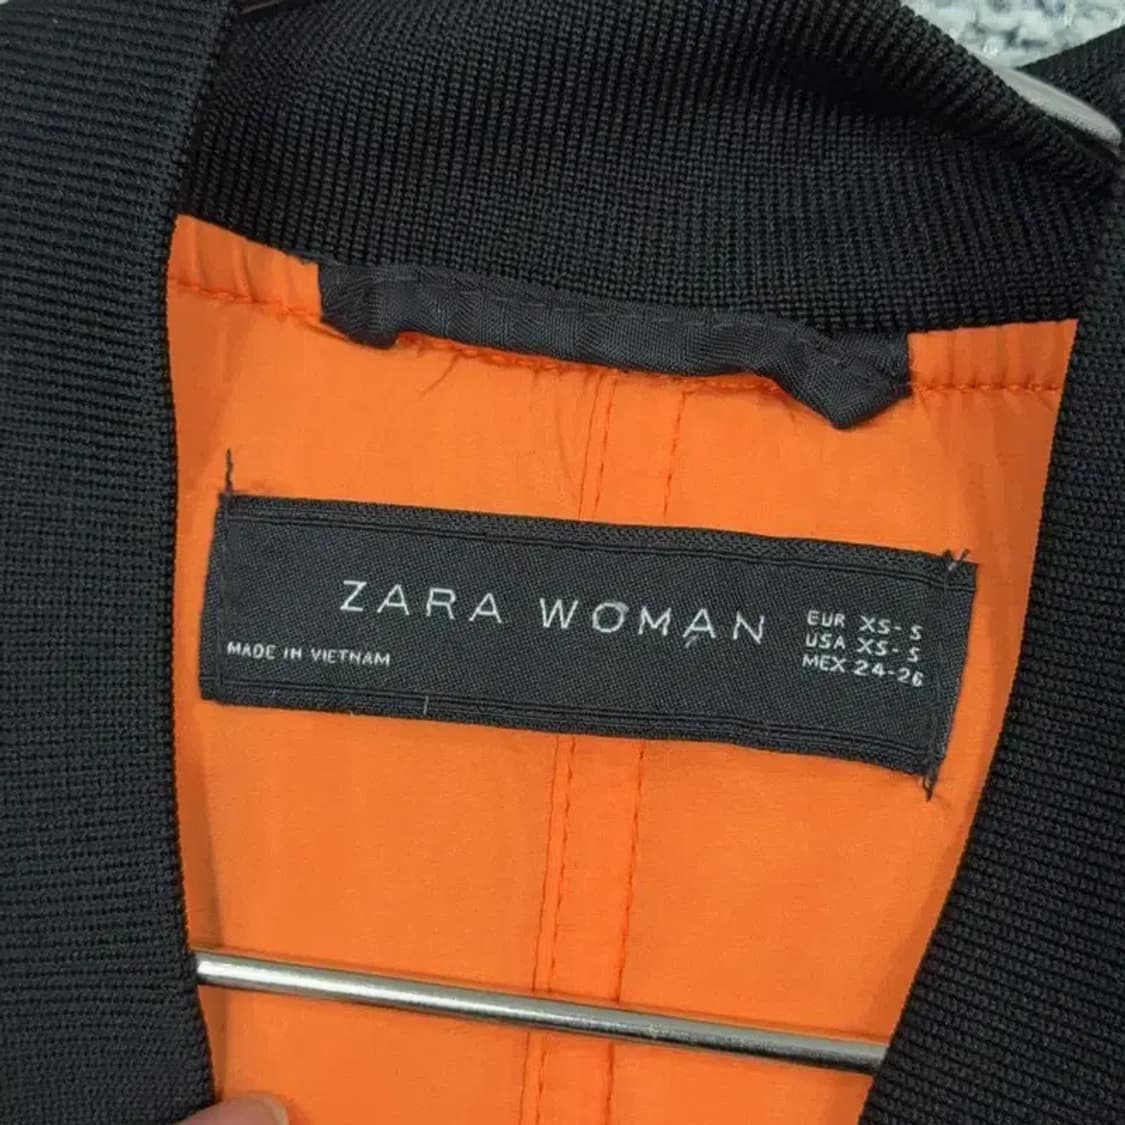 ZARA WOMAN
MADE IN VIETNAM
EUR XS-S
USA XS-S
MEX 24-26